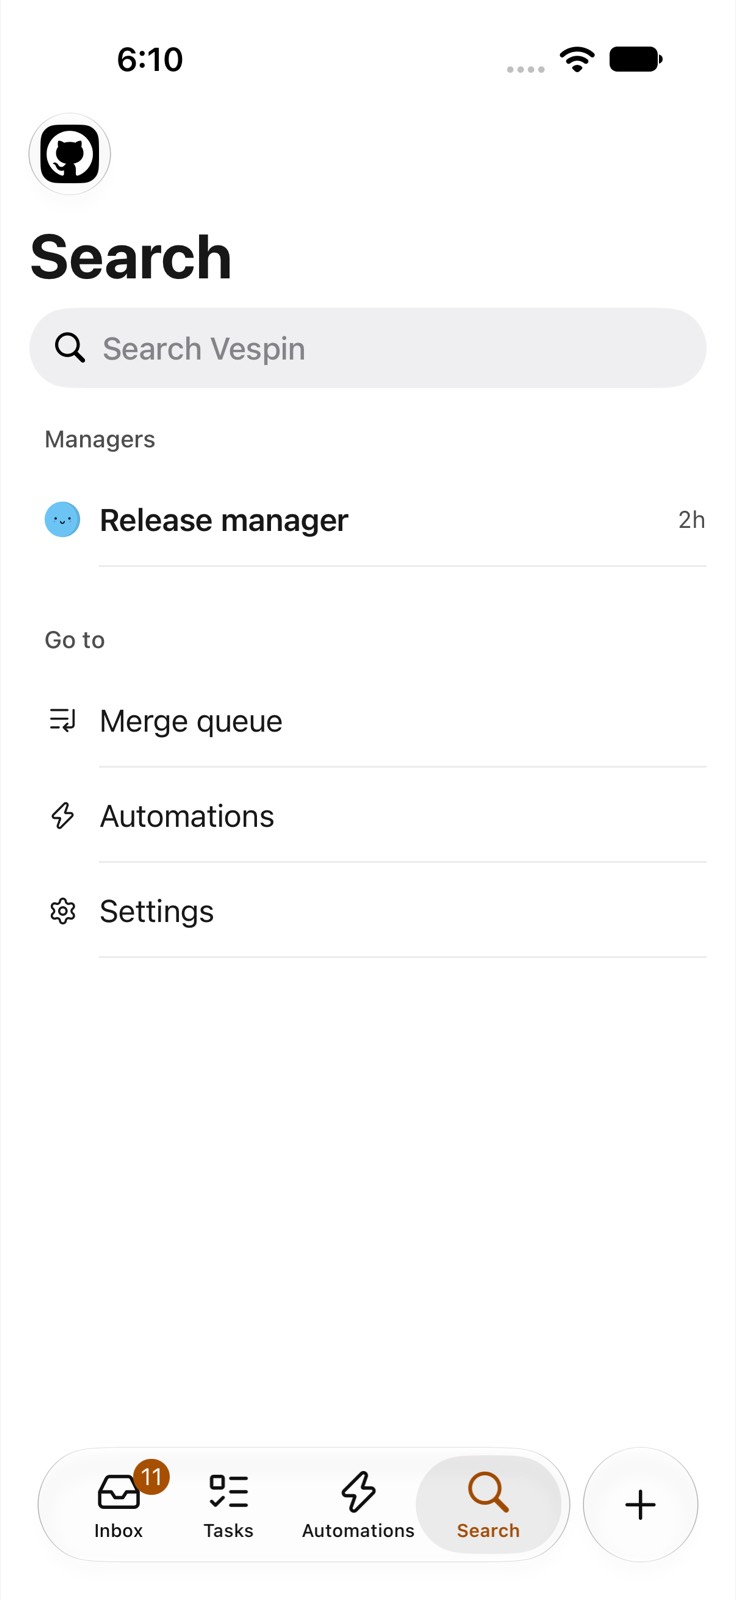 6:10
Search
Search Vespin
Managers
Release manager
2h
Go to
Merge queue
Automations
Settings
11
Inbox
Tasks
Automations
Search